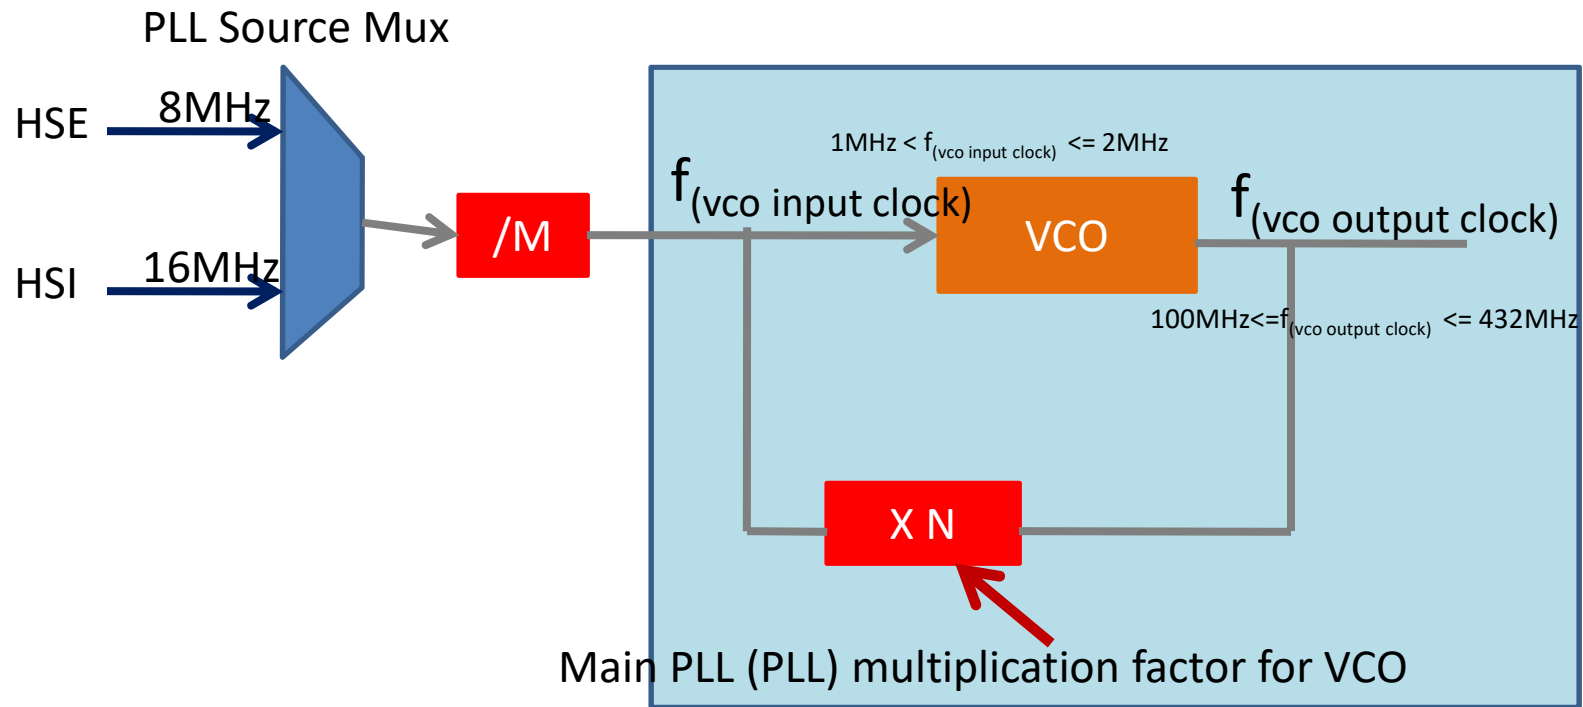 PLL Source Mux
HSE
8MHz
HSI
16MHz
/M
f(vco input clock)
1MHz < f(vco input clock) <= 2MHz
VCO
f(vco output clock)
100MHz<=f(vco output clock) <= 432MHz
X N
Main PLL (PLL) multiplication factor for VCO